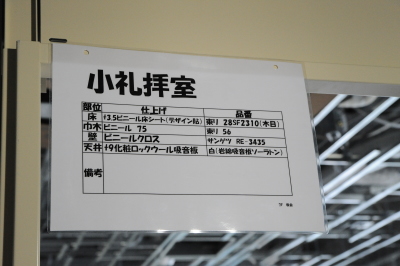 小礼拝室
部位 仕上げ 品番
床 ｱ3.5ビニール床シート(デザイン貼) 東リ 28SF2310(木目)
巾木 ビニール 75 東リ 56
壁 ビニールクロス サンゲツ RE-3435
天井 ｱ9化粧ロックウール吸音板 白(岩綿吸音板ソーラトン)
備考